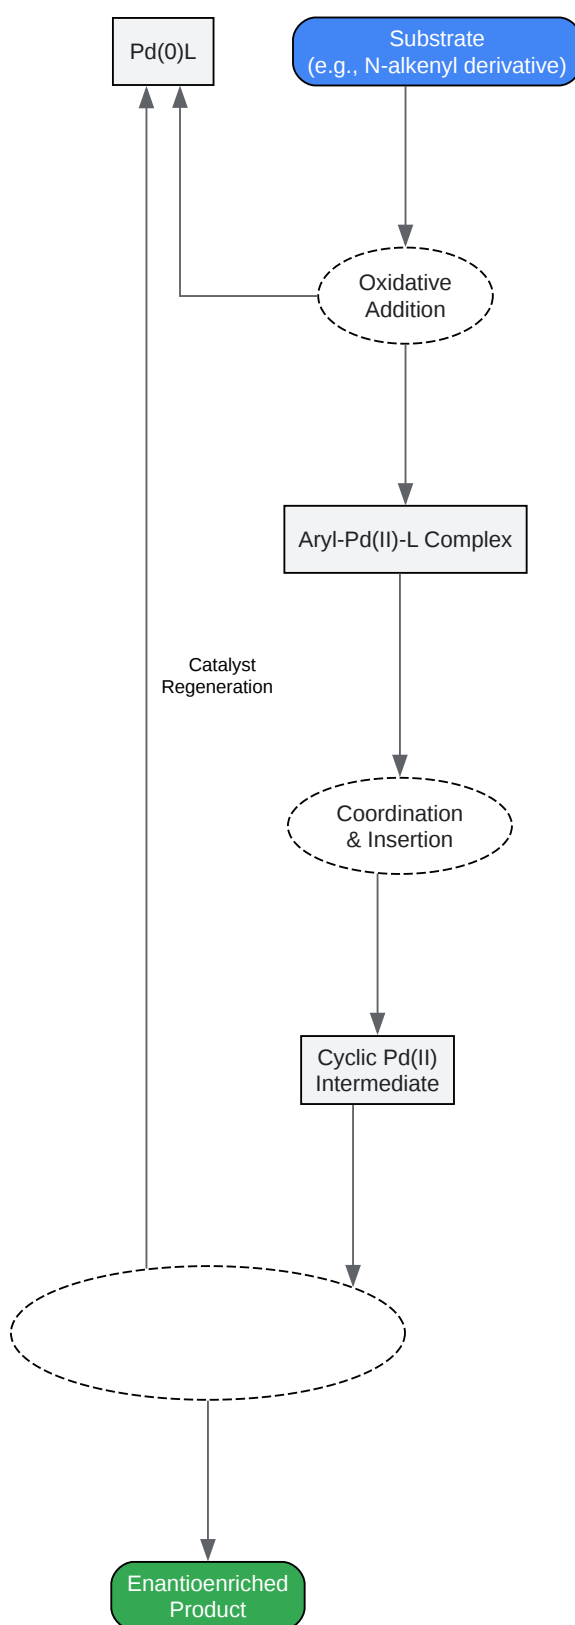 Pd(0)L
Substrate
(e.g., N-alkenyl derivative)
Oxidative
Addition
Aryl-Pd(II)-L Complex
Catalyst
Regeneration
Coordination
& Insertion
Cyclic Pd(II)
Intermediate
Enantioenriched
Product